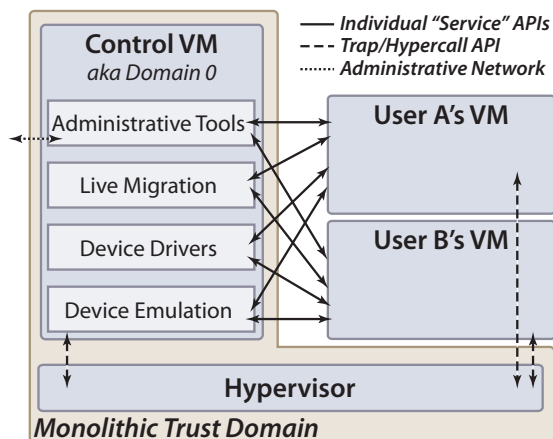 Control VM
aka Domain 0
Individual “Service” APIs
Trap/Hypercall API
Administrative Network
Administrative Tools
Live Migration
Device Drivers
Device Emulation
User A's VM
User B's VM
Hypervisor
Monolithic Trust Domain